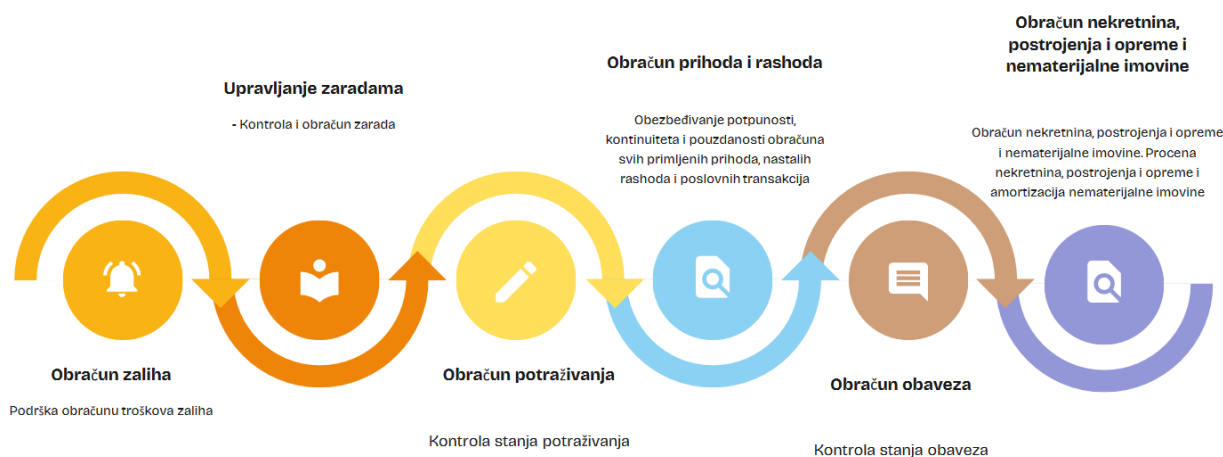 Obračun zaliha
Podrška obračunu troškova zaliha
Upravljanje zaradama
- Kontrola i obračun zarada
Obračun potraživanja
Kontrola stanja potraživanja
Obračun prihoda i rashoda
Obezbeđivanje potpunosti,
kontinuiteta i pouzdanosti obračuna
svih primljenih prihoda, nastalih
rashoda i poslovnih transakcija
Obračun obaveza
Kontrola stanja obaveza
Obračun nekretnina,
postrojenja i opreme i
nematerijalne imovine
Obračun nekretnina, postrojenja i opreme
i nematerijalne imovine. Procena
nekretnina, postrojenja i opreme i
amortizacija nematerijalne imovine